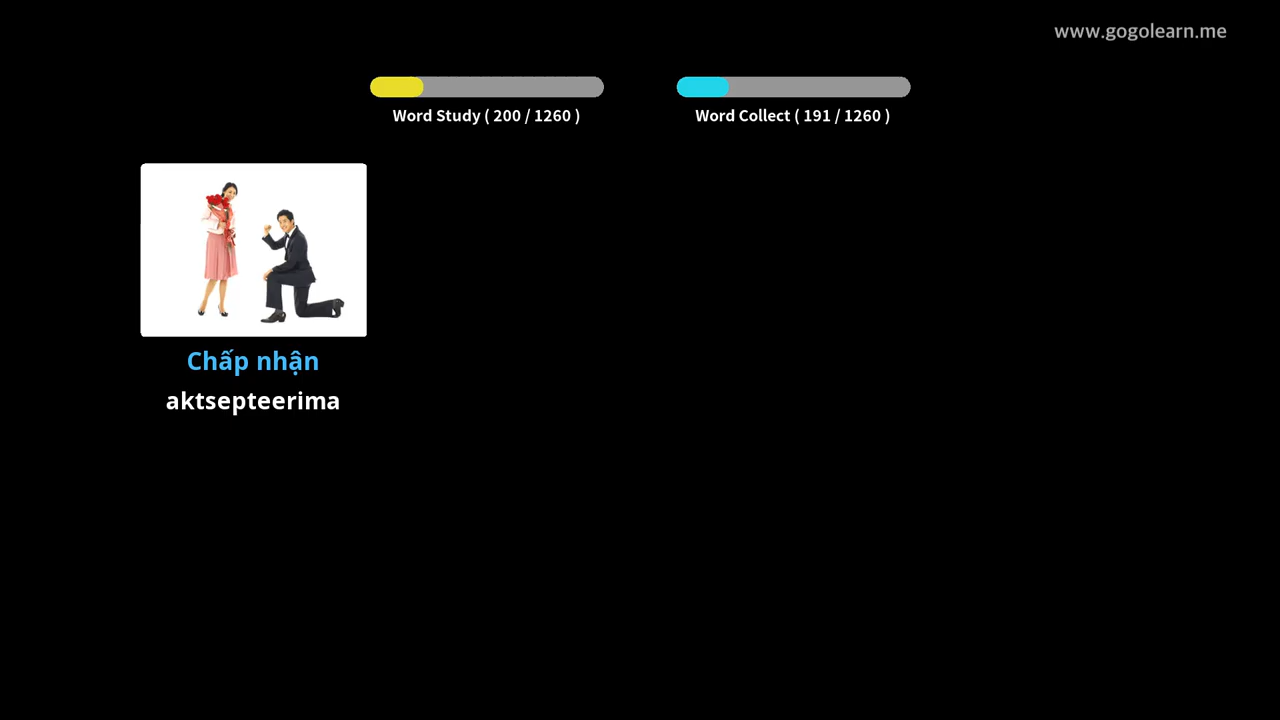 www.gogolearn.me
Word Study ( 200 / 1260 )
Word Collect ( 191 / 1260 )
Chấp nhận
aktsepteerima